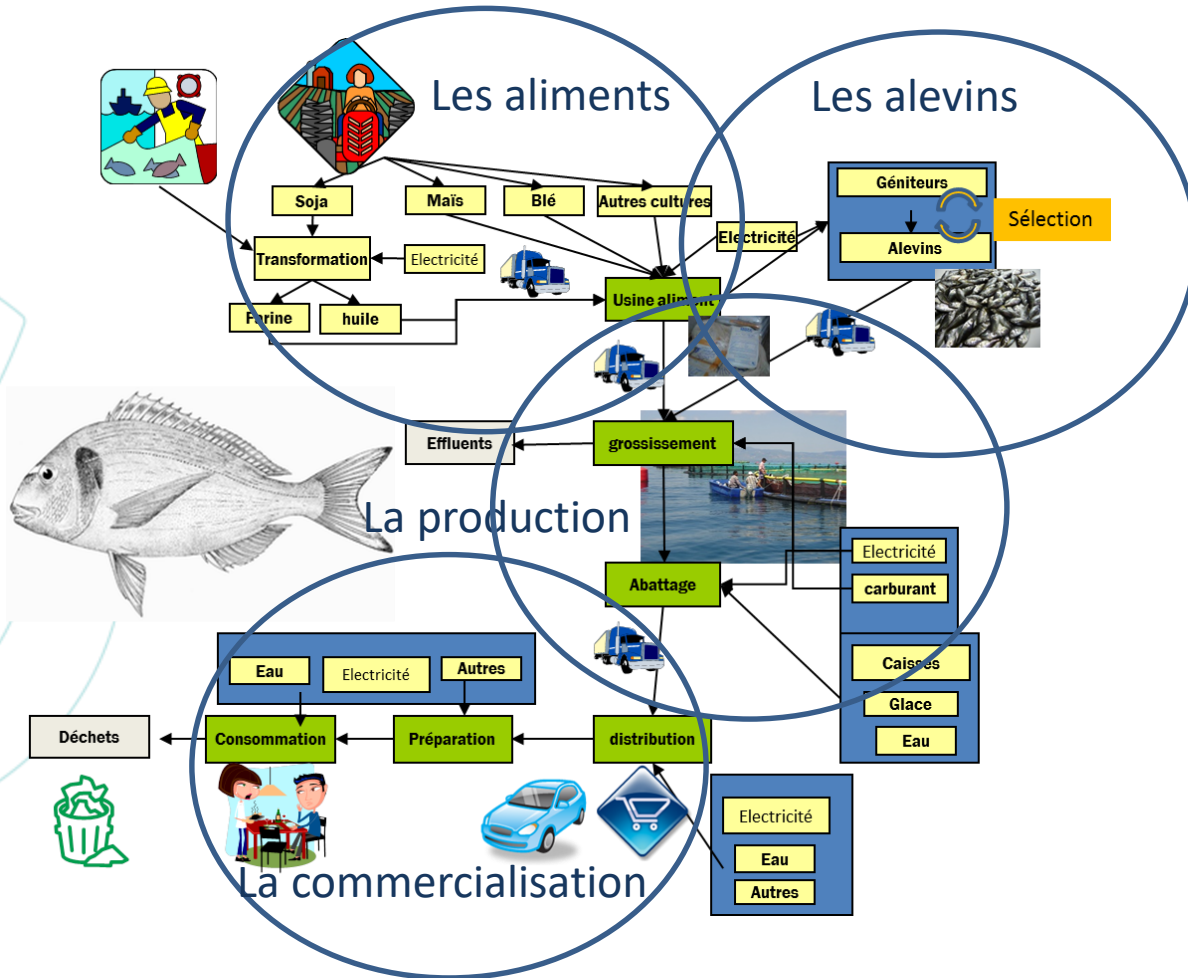 Les aliments
Les alevins
Soja
Maïs
Blé
Autres cultures
Electricité
Géniteurs
Sélection
Alevins
Transformation
Electricité
Usine aliment
Farine
huile
Effluents
grossissement
La production
Electricité
carburant
Abattage
Caisses
Glace
Eau
Eau
Electricité
Autres
Déchets
Consommation
Préparation
distribution
Electricité
Eau
Autres
La commercialisation